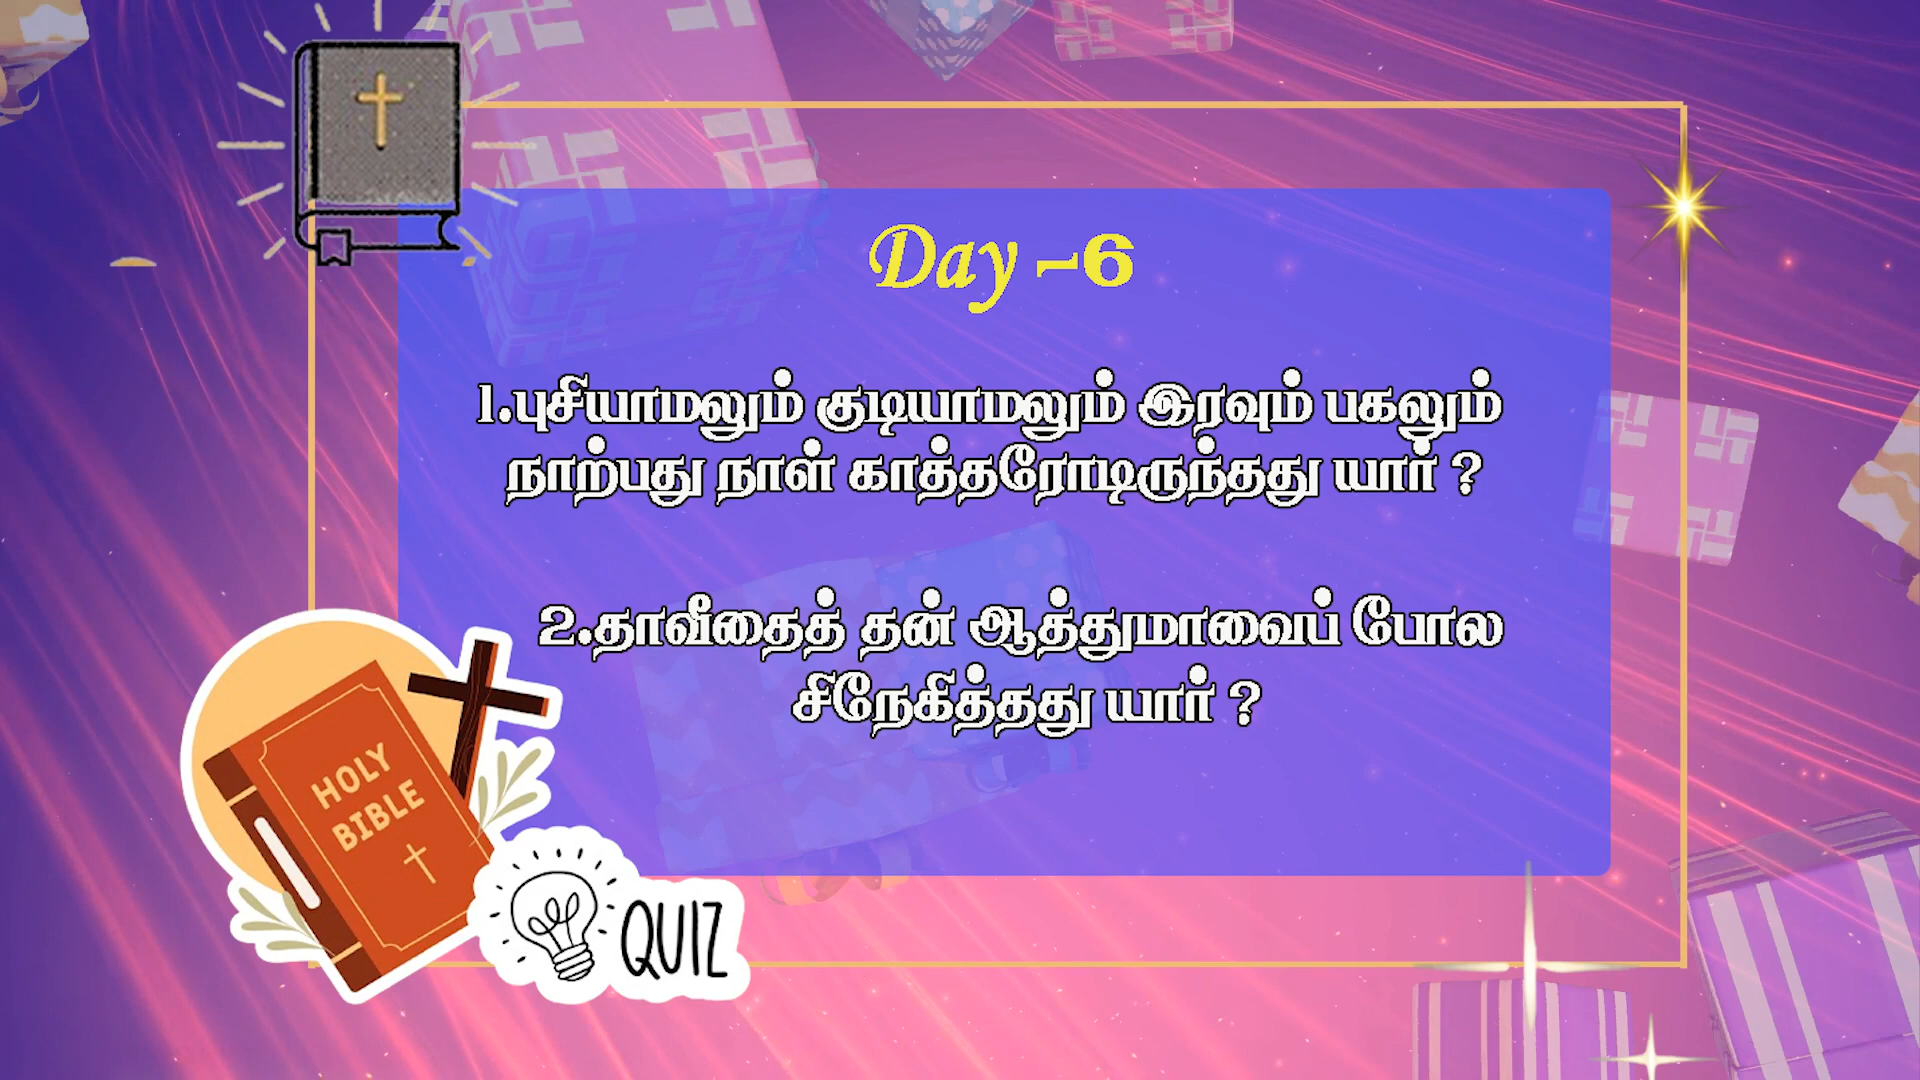 Day -6
1.புசியாமலும் குடியாமலும் இரவும் பகலும்
நாற்பது நாள் காத்தரோடிருந்தது யார் ?
2.தாவீதைத் தன் ஆத்துமாவைப் போல
சிநேகித்தது யார் ?
HOLY
BIBLE
QUIZ